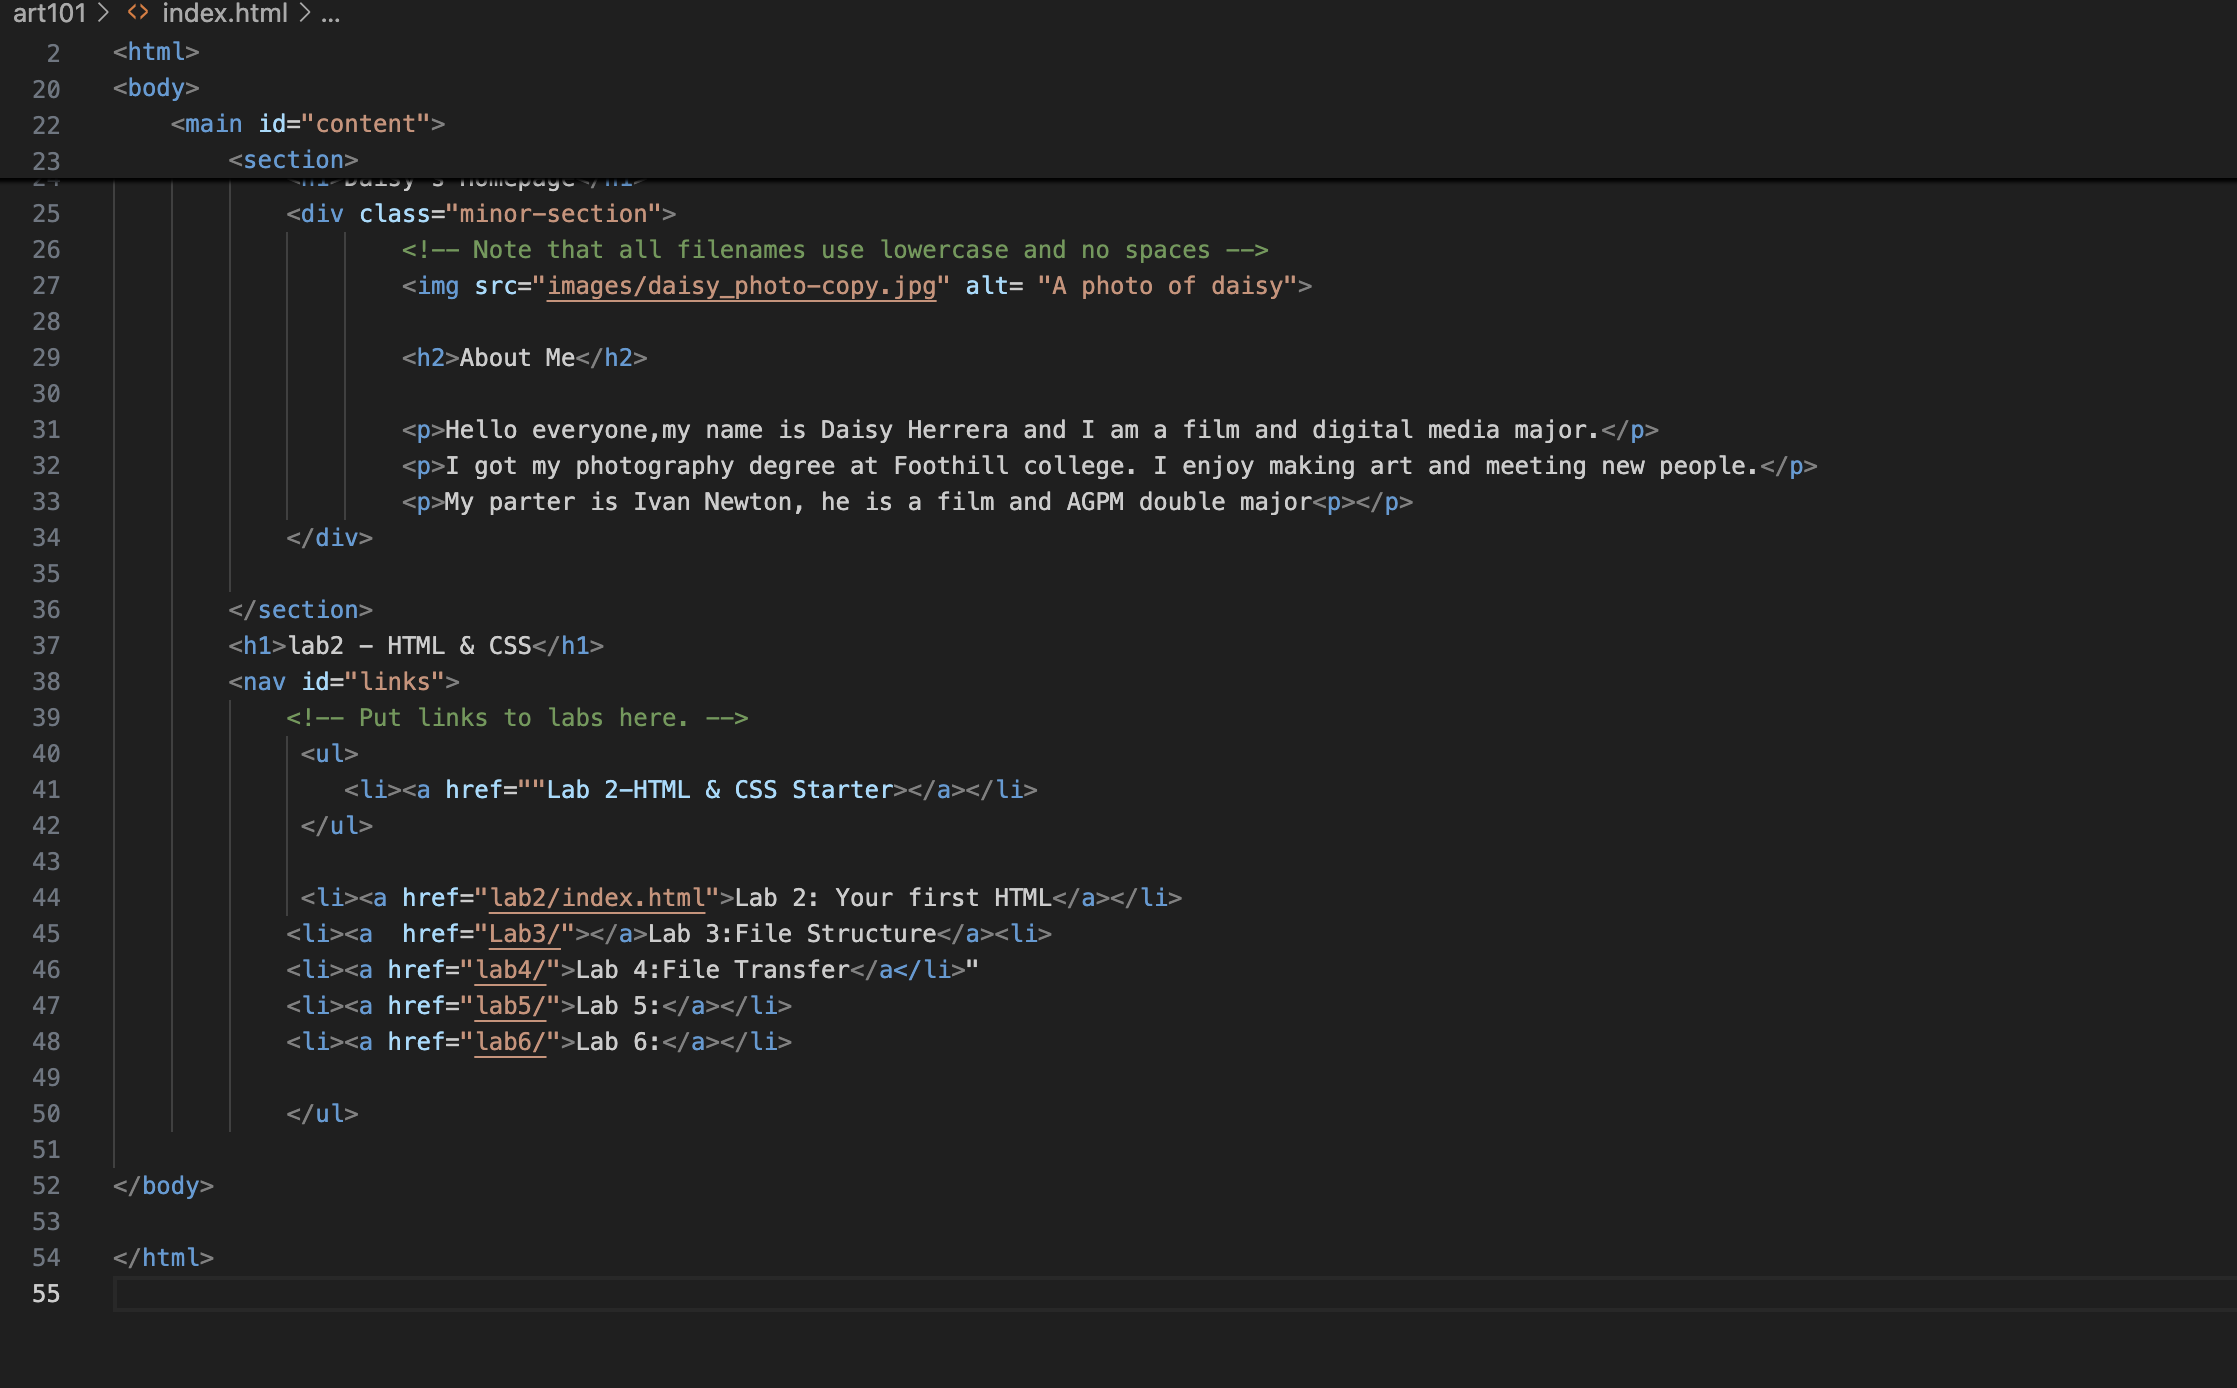 art101 > <> index.html > ...
2 <html>
20 <body>
22 <main id="content">
23 <section>
24 <h1>Daisy's Homepage</h1>
25 <div class="minor-section">
26 <!-- Note that all filenames use lowercase and no spaces -->
27 <img src="images/daisy_photo-copy.jpg" alt= "A photo of daisy">
28
29 <h2>About Me</h2>
30
31 <p>Hello everyone,my name is Daisy Herrera and I am a film and digital media major.</p>
32 <p>I got my photography degree at Foothill college. I enjoy making art and meeting new people.</p>
33 <p>My parter is Ivan Newton, he is a film and AGPM double major<p></p>
34 </div>
35
36 </section>
37 <h1>lab2 - HTML & CSS</h1>
38 <nav id="links">
39 <!-- Put links to labs here. -->
40 <ul>
41 <li><a href=""Lab 2-HTML & CSS Starter></a></li>
42 </ul>
43
44 <li><a href="lab2/index.html">Lab 2: Your first HTML</a></li>
45 <li><a  href="Lab3/"></a>Lab 3:File Structure</a><li>
46 <li><a href="lab4/">Lab 4:File Transfer</a</li>"
47 <li><a href="lab5/">Lab 5:</a></li>
48 <li><a href="lab6/">Lab 6:</a></li>
49
50 </ul>
51
52 </body>
53
54 </html>
55